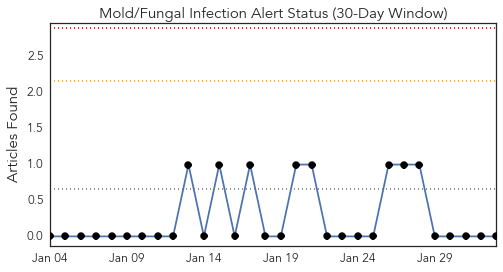 Mold/Fungal Infection Alert Status (30-Day Window)
Articles Found
2.5
2.0
1.5
1.0
0.5
0.0
Jan 04 Jan 09 Jan 14 Jan 19 Jan 24 Jan 29